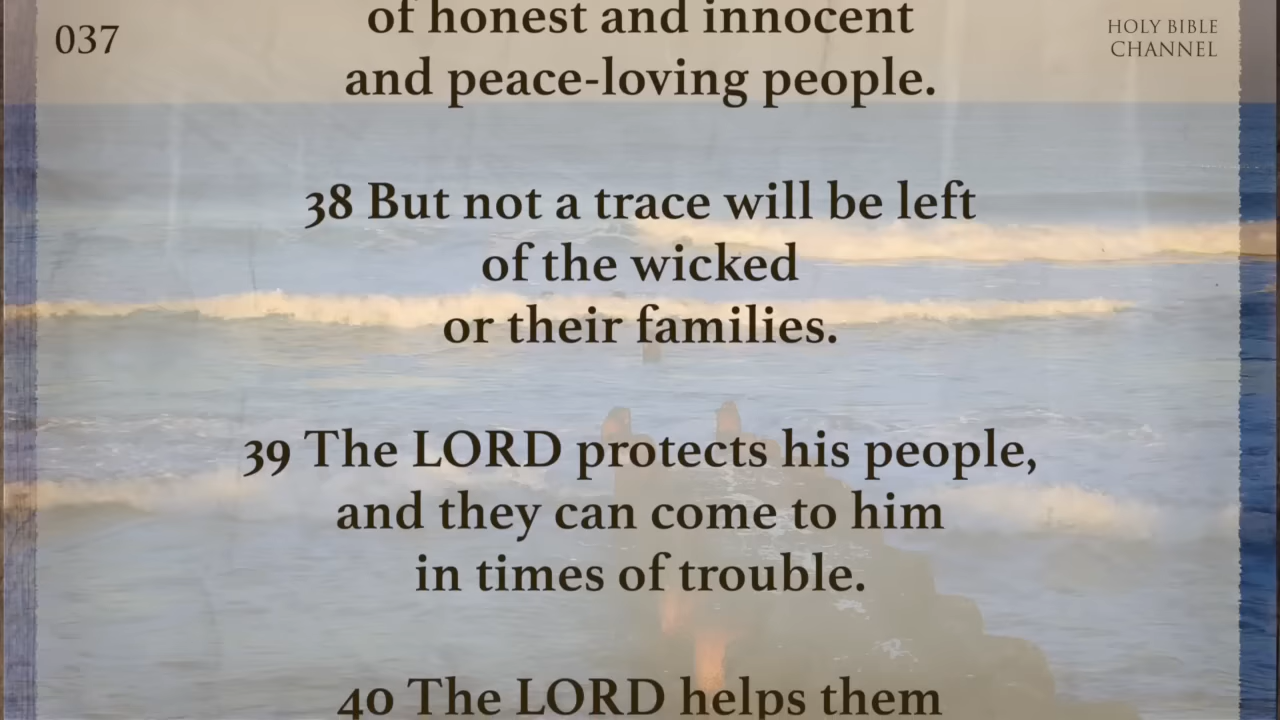 037
HOLY BIBLE
CHANNEL
of honest and innocent
and peace-loving people.
38 But not a trace will be left
of the wicked
or their families.
39 The LORD protects his people,
and they can come to him
in times of trouble.
40 The LORD helps them